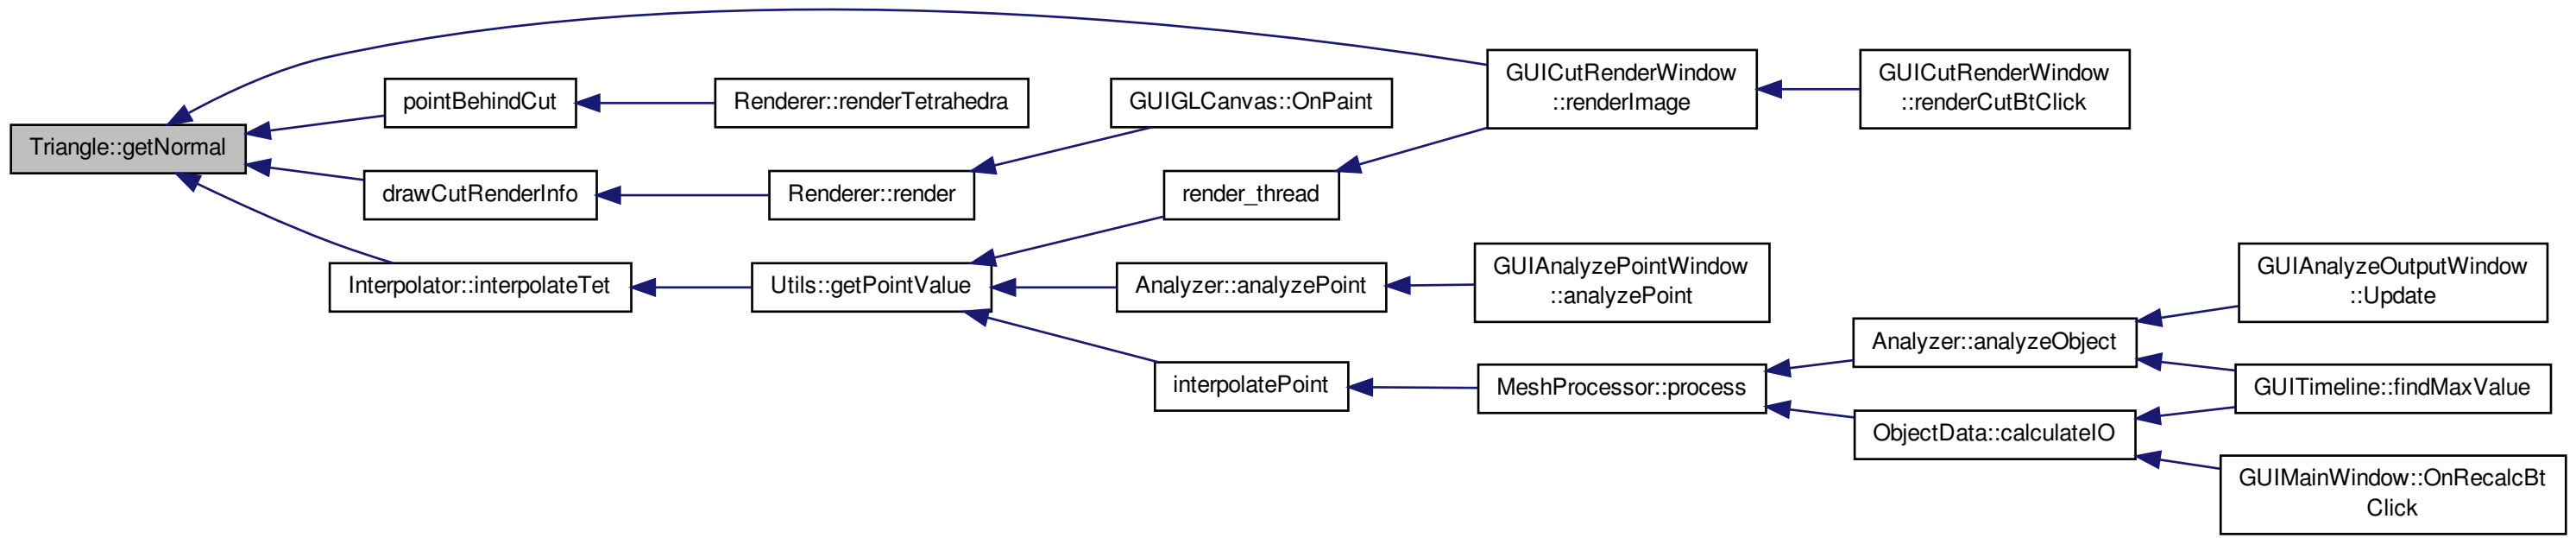 Triangle::getNormal
pointBehindCut
Renderer::renderTetrahedra
GUIGLCanvas::OnPaint
GUICutRenderWindow
::renderImage
GUICutRenderWindow
::renderCutBtClick
drawCutRenderInfo
Renderer::render
render_thread
Interpolator::interpolateTet
Utils::getPointValue
Analyzer::analyzePoint
GUIAnalyzePointWindow
::analyzePoint
interpolatePoint
MeshProcessor::process
Analyzer::analyzeObject
GUIAnalyzeOutputWindow
::Update
GUITimeline::findMaxValue
ObjectData::calculateIO
GUIMainWindow::OnRecalcBt
Click